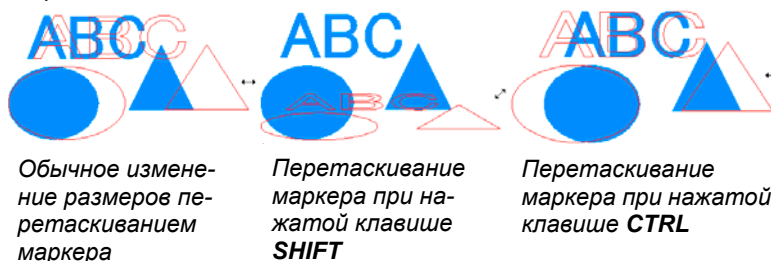 ABC
ABC
ABC
ABC
ABC
ABC
Обычное измене-
ние размеров пе-
ретаскиванием
маркера
Перетаскивание
маркера при на-
жатой клавише
SHIFT
Перетаскивание
маркера при нажатой
клавише CTRL